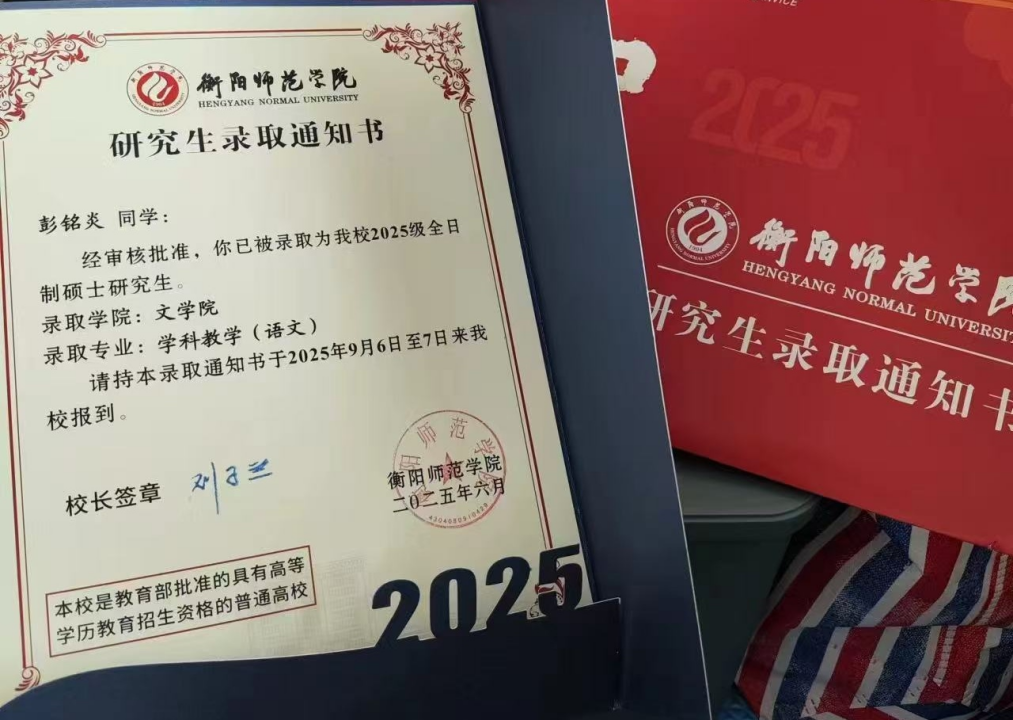 衡阳师范学院
HENGYANG NORMAL UNIVERSITY
研究生录取通知书
彭铭炎 同学：
经审核批准，你已被录取为我校2025级全日
制硕士研究生。
录取学院：文学院
录取专业：学科教学（语文）
请持本录取通知书于2025年9月6日至7日来我
校报到。
校长签章
衡阳师范学院
二〇二五年六月
本校是教育部批准的具有高等
学历教育招生资格的普通高校
2025
2025
衡阳师范学院
HENGYANG NORMAL UNIVERSITY
研究生录取通知书